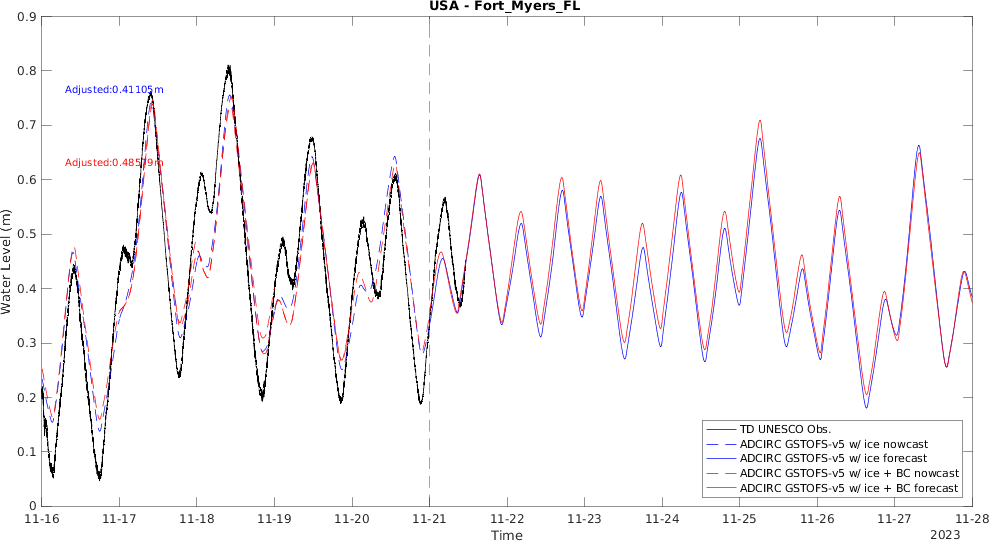 USA - Fort_Myers_FL
0.9
0.8
0.7
0.6
0.5
0.4
0.3
0.2
0.1
0
Water Level (m)
Adjusted:0.41105m
Adjusted:0.48519m
TD UNESCO Obs.
ADCIRC GSTOFS-v5 w/ ice nowcast
ADCIRC GSTOFS-v5 w/ ice forecast
ADCIRC GSTOFS-v5 w/ ice + BC nowcast
ADCIRC GSTOFS-v5 w/ ice + BC forecast
11-16 11-17 11-18 11-19 11-20 11-21 11-22 11-23 11-24 11-25 11-26 11-27 11-28
Time
2023